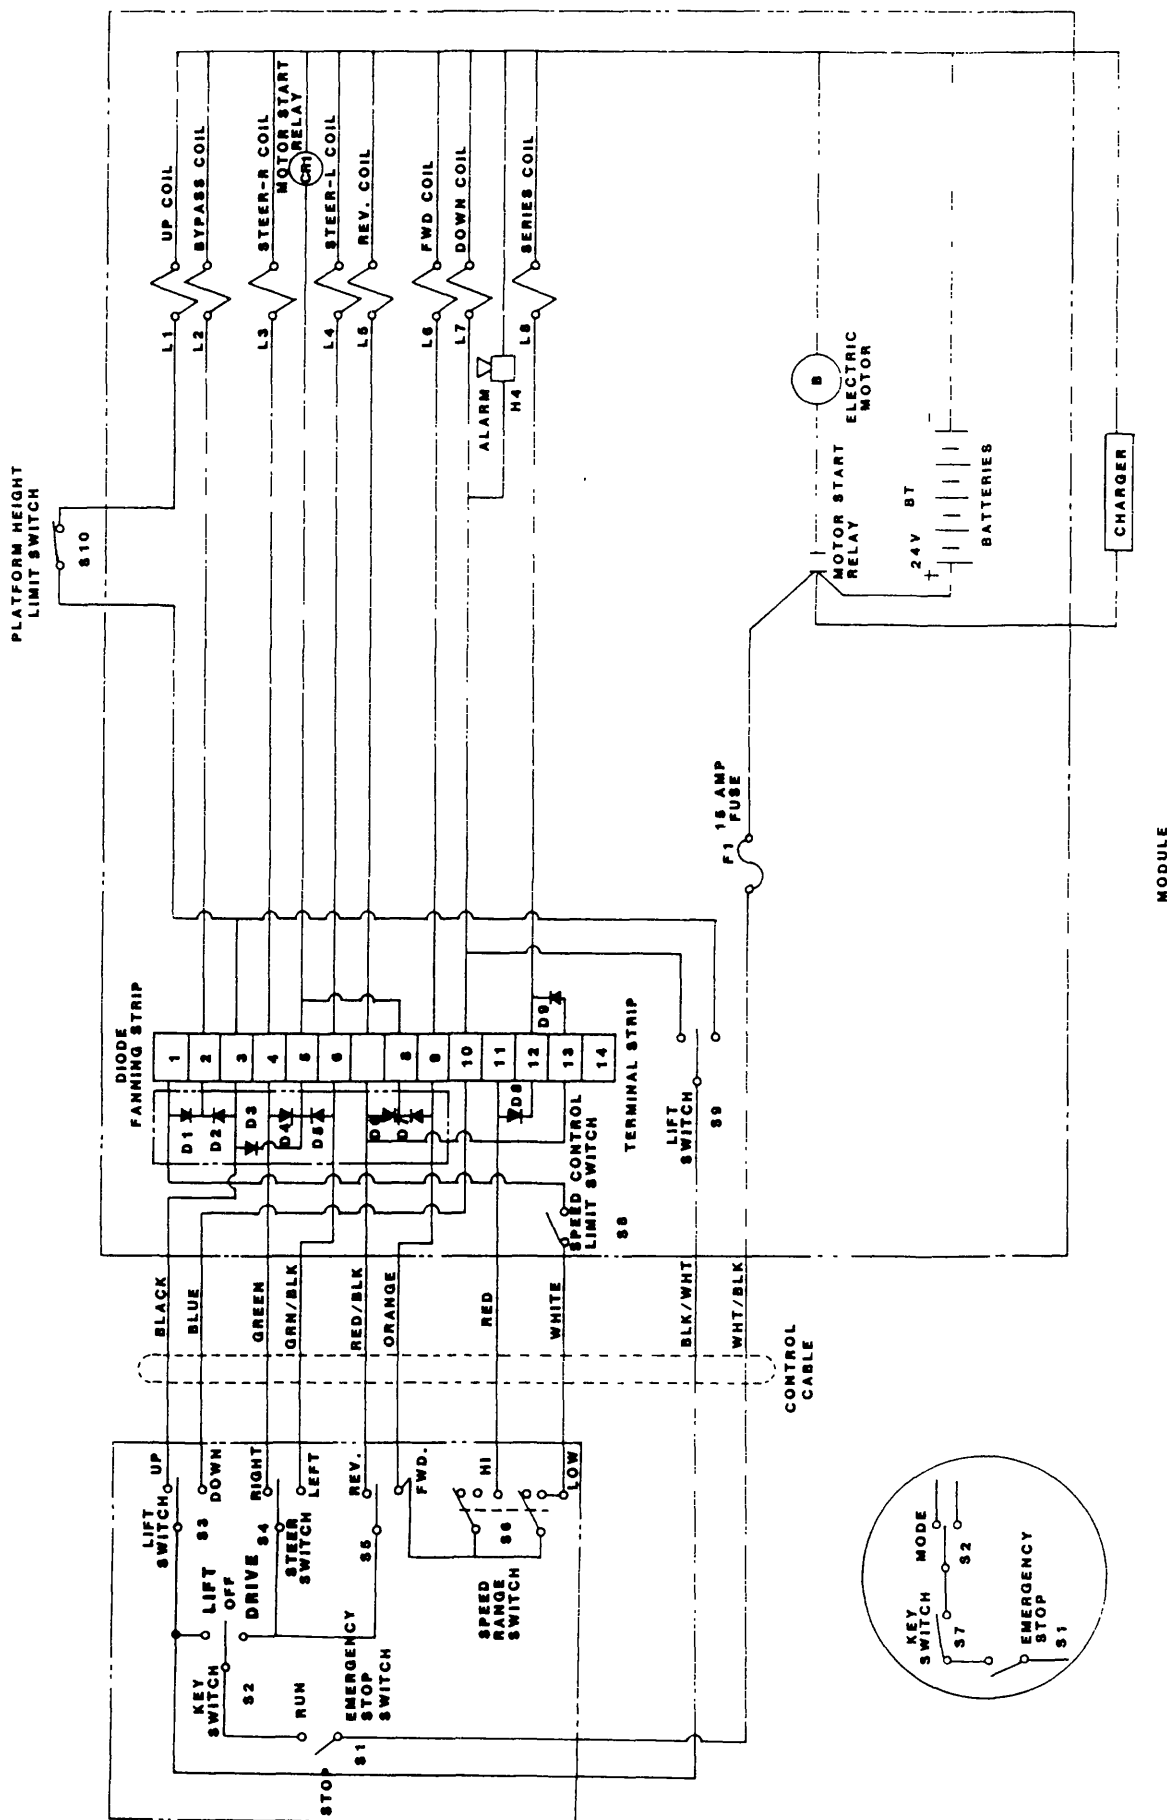 PLATFORM HEIGHT
LIMIT SWITCH
S10
L1
UP COIL
L2
BYPASS COIL
L3
STEER-R COIL
MOTOR START
RELAY
CR1
L4
STEER-L COIL
L5
REV. COIL
L6
FWD COIL
L7
DOWN COIL
ALARM
H4
L8
SERIES COIL
B
ELECTRIC
MOTOR
MOTOR START
RELAY
24V BT
+
-
BATTERIES
CHARGER
F1 15 AMP
FUSE
DIODE
FANNING STRIP
1
2
3
4
5
6
8
9
10
11
12
13
14
D1
D2
D3
D4
D5
D6
D7
D8
D9
TERMINAL STRIP
SPEED CONTROL
LIMIT SWITCH
S8
LIFT
SWITCH
S9
BLACK
BLUE
GREEN
GRN/BLK
RED/BLK
ORANGE
RED
WHITE
BLK/WHT
WHT/BLK
CONTROL
CABLE
LIFT
SWITCH
UP
S3
DOWN
RIGHT
S4
LEFT
STEER
SWITCH
REV.
S5
FWD.
HI
S6
LOW
SPEED
RANGE
SWITCH
LIFT
OFF
DRIVE
KEY
SWITCH
S2
RUN
STOP
S1
EMERGENCY
STOP
SWITCH
KEY
SWITCH
S7
MODE
S2
EMERGENCY
STOP
S1
MODULE